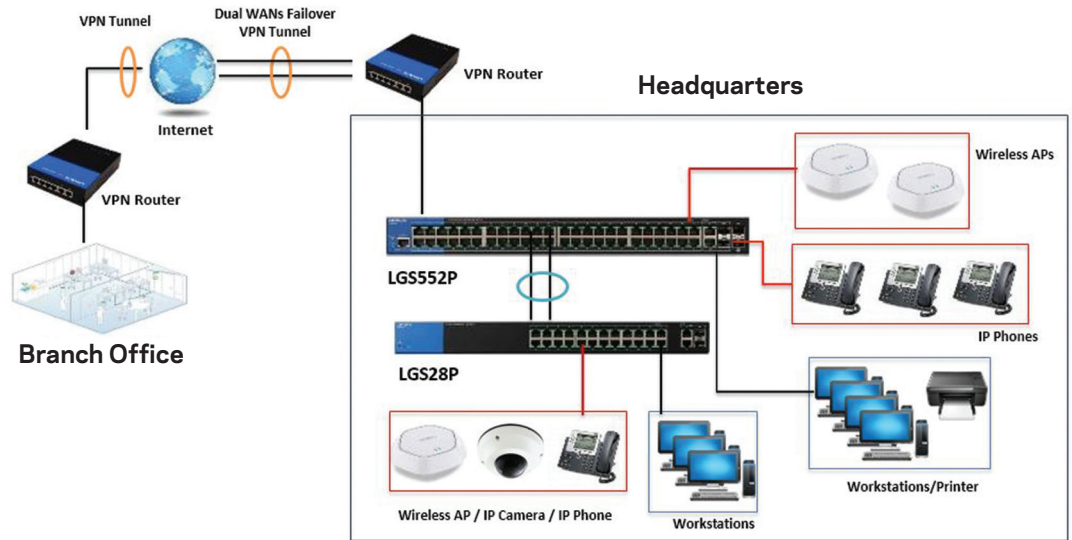 VPN Tunnel
Dual WANs Failover
VPN Tunnel
VPN Router
Internet
VPN Router
Branch Office
Headquarters
Wireless APs
LGS552P
IP Phones
LGS28P
Workstations/Printer
Wireless AP / IP Camera / IP Phone
Workstations